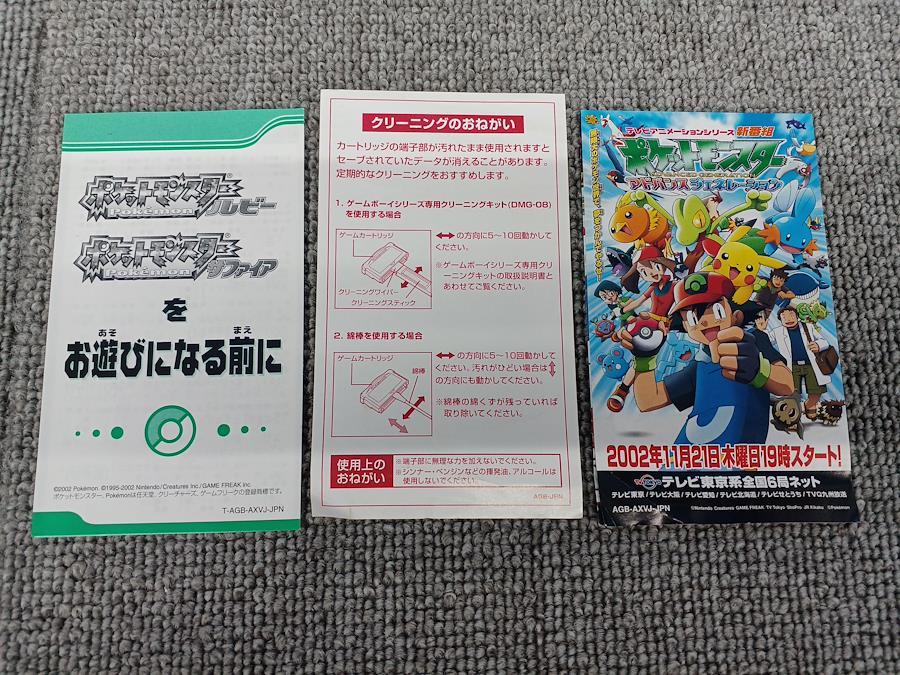 ポケットモンスター
Pokémon
ルビー
ポケットモンスター
Pokémon
サファイア
を
あそ まえ
お遊びになる前に
©2002 Pokémon. ©1995-2002 Nintendo/Creatures Inc./GAME FREAK inc.
ポケットモンスター、Pokémonは任天堂、クリーチャーズ、ゲームフリークの登録商標です。
T-AGB-AXVJ-JPN
クリーニングのおねがい
カートリッジの端子部が汚れたまま使用されますと
セーブされていたデータが消えることがあります。
定期的なクリーニングをおすすめします。
1. ゲームボーイシリーズ専用クリーニングキット(DMG-08)
を使用する場合
ゲームカートリッジ
クリーニングワイパー
クリーニングスティック
⟷の方向に5〜10回動かして
ください。
※ゲームボーイシリーズ専用クリ
ーニングキットの取扱説明書と
あわせてご覧ください。
2. 綿棒を使用する場合
ゲームカートリッジ
綿棒
⟷の方向に5〜10回動かして
ください。汚れがひどい場合は↕
の方向にも動かしてください。
※綿棒の綿くずが残っていれば
取り除いてください。
使用上の
おねがい
※端子部に無理な力を加えないでください。
※シンナー・ベンジンなどの揮発油、アルコールは
使用しないでください。
AGB-JPN
テレビアニメーションシリーズ 新番組
ポケットモンスター
ADVANCED GENERATION
アドバンスジェネレーション
2002年11月21日木曜日19時スタート!
テレビ東京系全国6局ネット
テレビ東京/テレビ大阪/テレビ愛知/テレビ北海道/テレビせとうち/TVQ九州放送
AGB-AXVJ-JPN
©Nintendo Creatures GAME FREAK TV Tokyo ShoPro JR Kikaku ©Pokémon